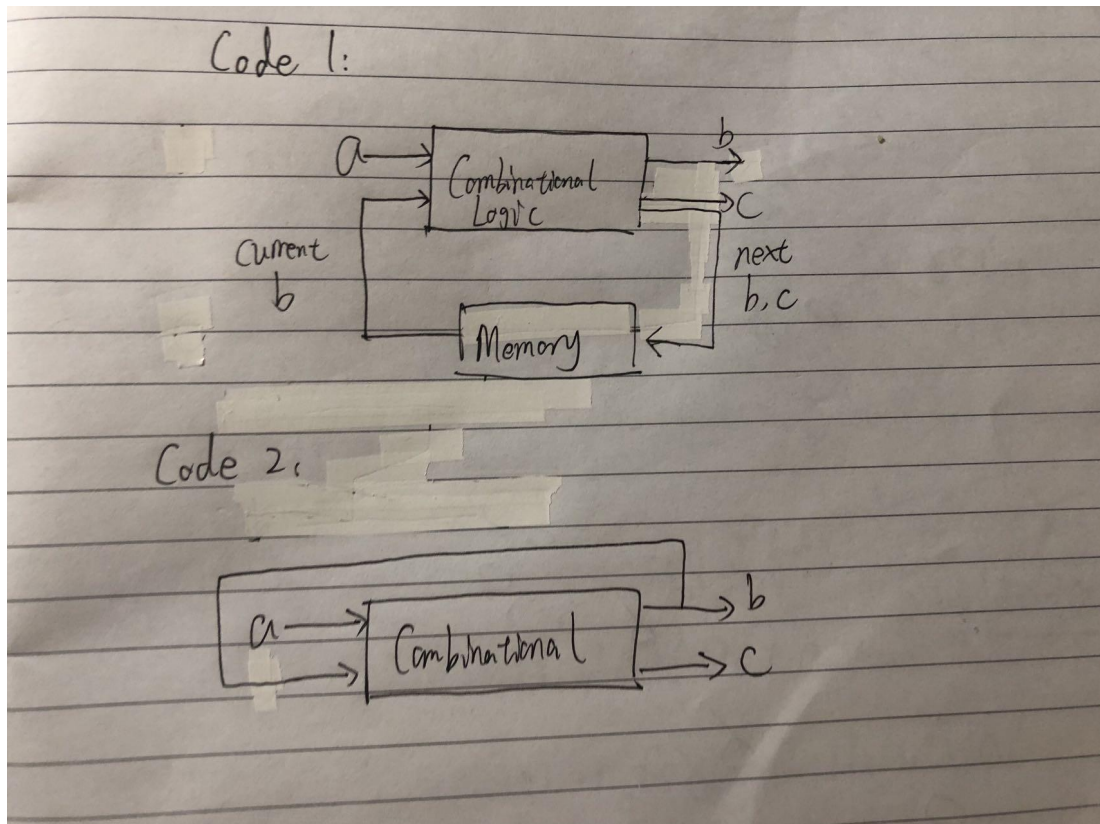 Code 1:
a
Combinational
Logic
b
c
current
b
next
b, c
Memory
Code 2.
a
Combinational
b
c